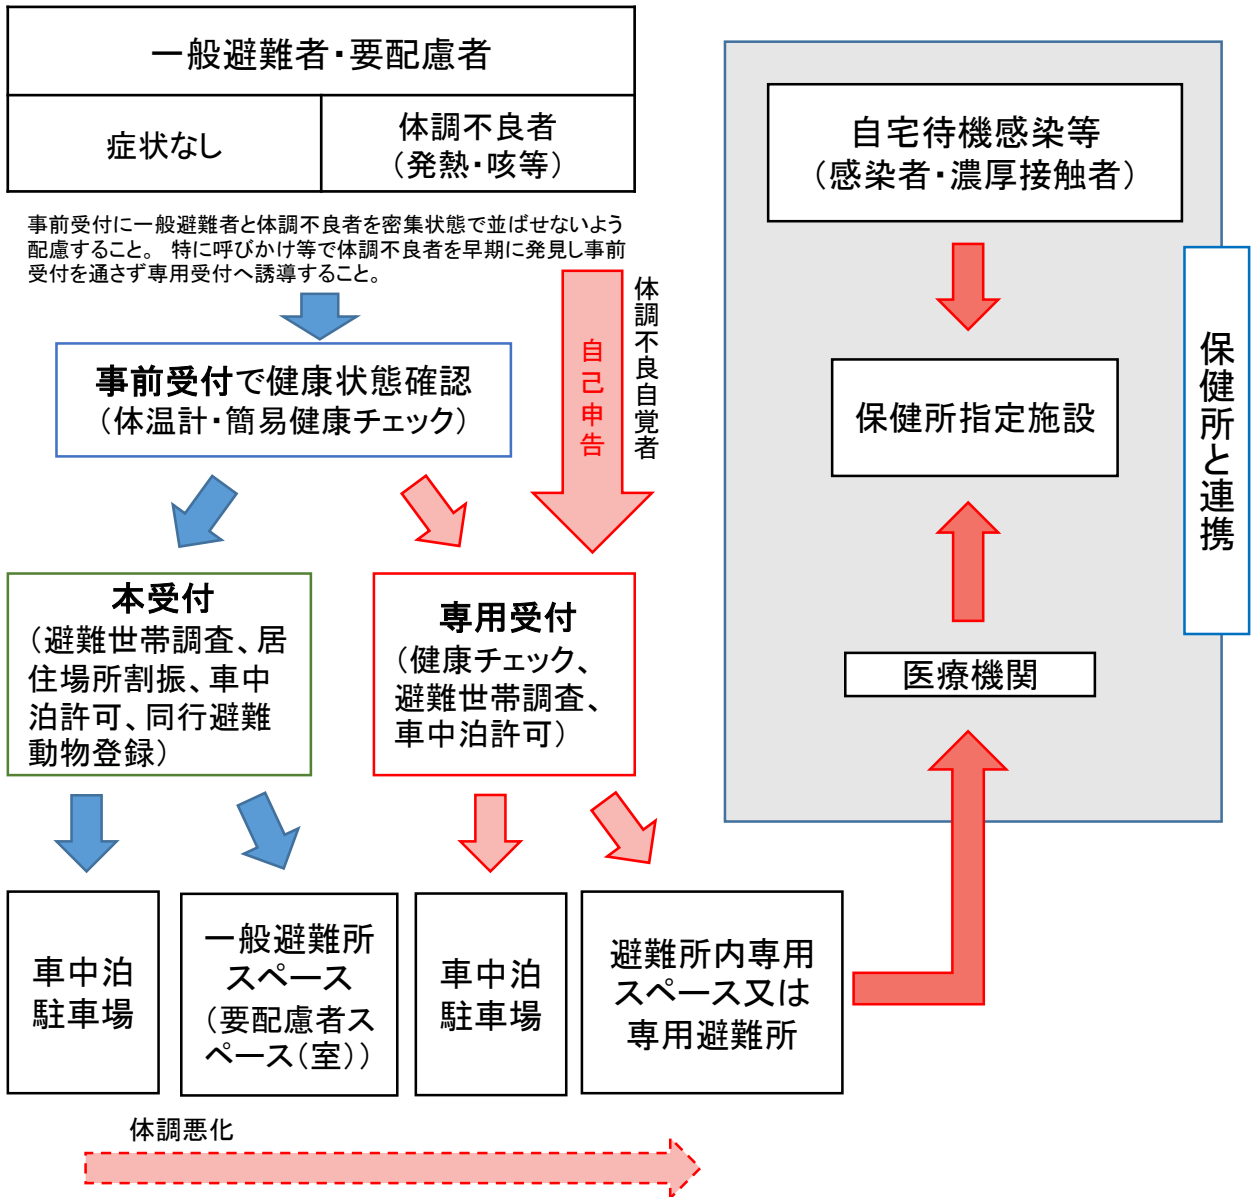 一般避難者・要配慮者
症状なし
体調不良者
（発熱・咳等）
事前受付に一般避難者と体調不良者を密集状態で並ばせないよう
配慮すること。 特に呼びかけ等で体調不良者を早期に発見し事前
受付を通さず専用受付へ誘導すること。
事前受付で健康状態確認
（体温計・簡易健康チェック）
自己申告
体調不良自覚者
本受付
（避難世帯調査、居
住場所割振、車中
泊許可、同行避難
動物登録）
専用受付
（健康チェック、
避難世帯調査、
車中泊許可）
車中泊
駐車場
一般避難所
スペース
（要配慮者ス
ペース（室））
車中泊
駐車場
避難所内専用
スペース又は
専用避難所
体調悪化
自宅待機感染等
（感染者・濃厚接触者）
保健所指定施設
医療機関
保健所と連携